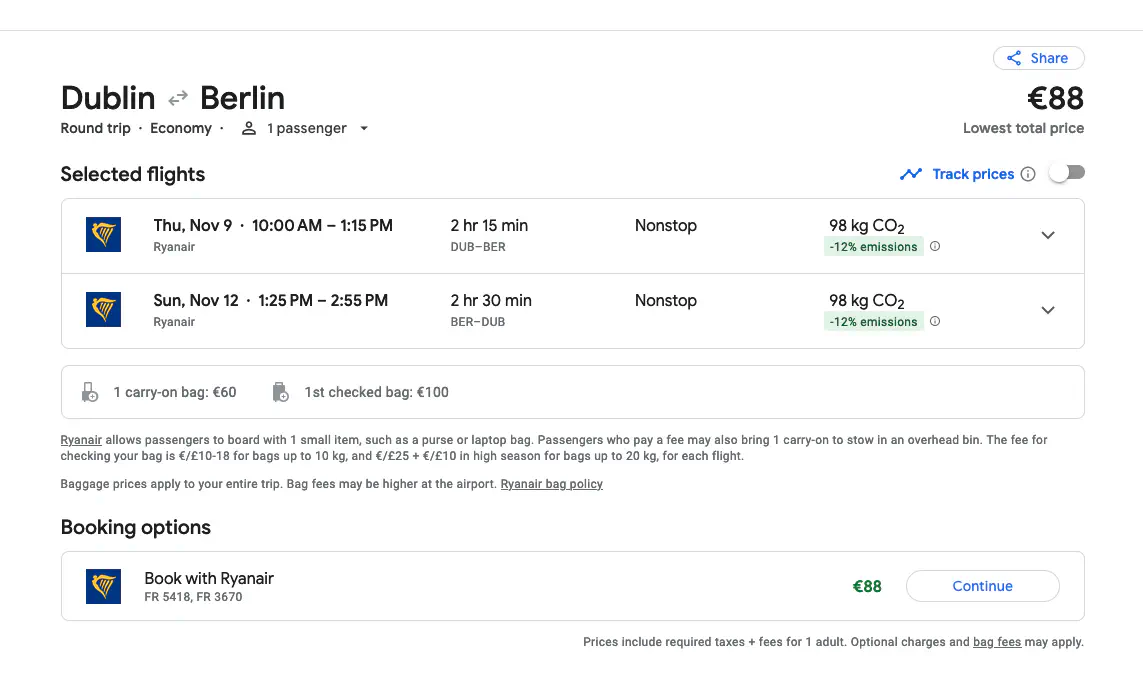 Share
Dublin Berlin
€88
Round trip · Economy · 1 passenger
Lowest total price
Selected flights
Track prices
Thu, Nov 9 · 10:00 AM – 1:15 PM 2 hr 15 min Nonstop 98 kg CO2
Ryanair DUB–BER -12% emissions
Sun, Nov 12 · 1:25 PM – 2:55 PM 2 hr 30 min Nonstop 98 kg CO2
Ryanair BER–DUB -12% emissions
1 carry-on bag: €60 1st checked bag: €100
Ryanair allows passengers to board with 1 small item, such as a purse or laptop bag. Passengers who pay a fee may also bring 1 carry-on to stow in an overhead bin. The fee for
checking your bag is €/£10-18 for bags up to 10 kg, and €/£25 + €/£10 in high season for bags up to 20 kg, for each flight.
Baggage prices apply to your entire trip. Bag fees may be higher at the airport. Ryanair bag policy
Booking options
Book with Ryanair
FR 5418, FR 3670
€88 Continue
Prices include required taxes + fees for 1 adult. Optional charges and bag fees may apply.